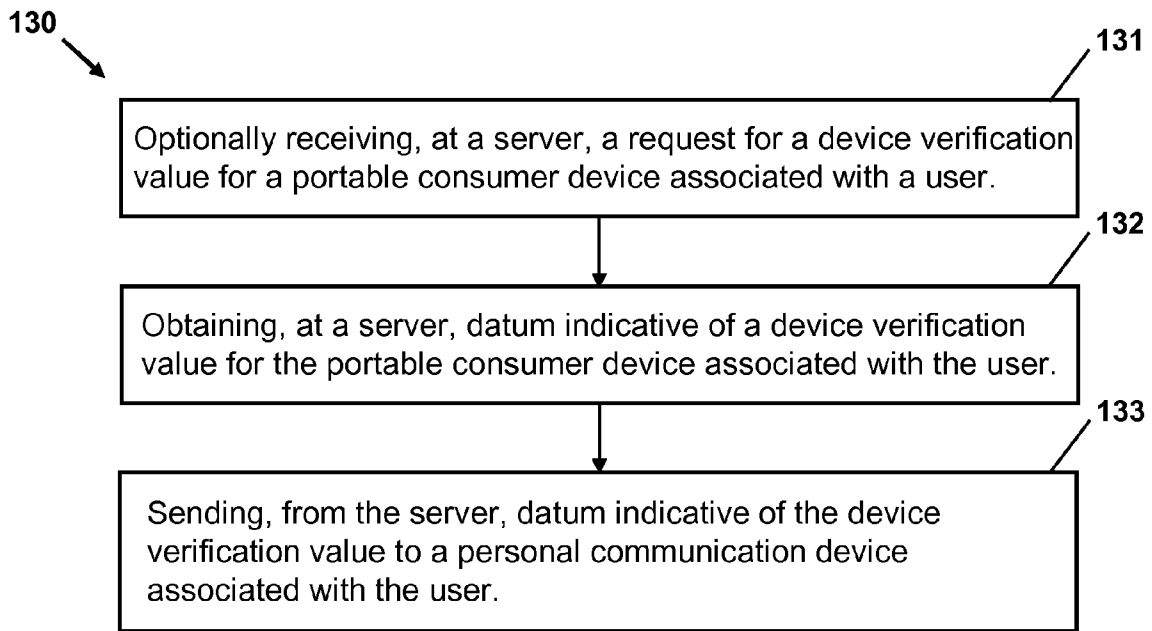 130
131
Optionally receiving, at a server, a request for a device verification
value for a portable consumer device associated with a user.
132
Obtaining, at a server, datum indicative of a device verification
value for the portable consumer device associated with the user.
133
Sending, from the server, datum indicative of the device
verification value to a personal communication device
associated with the user.